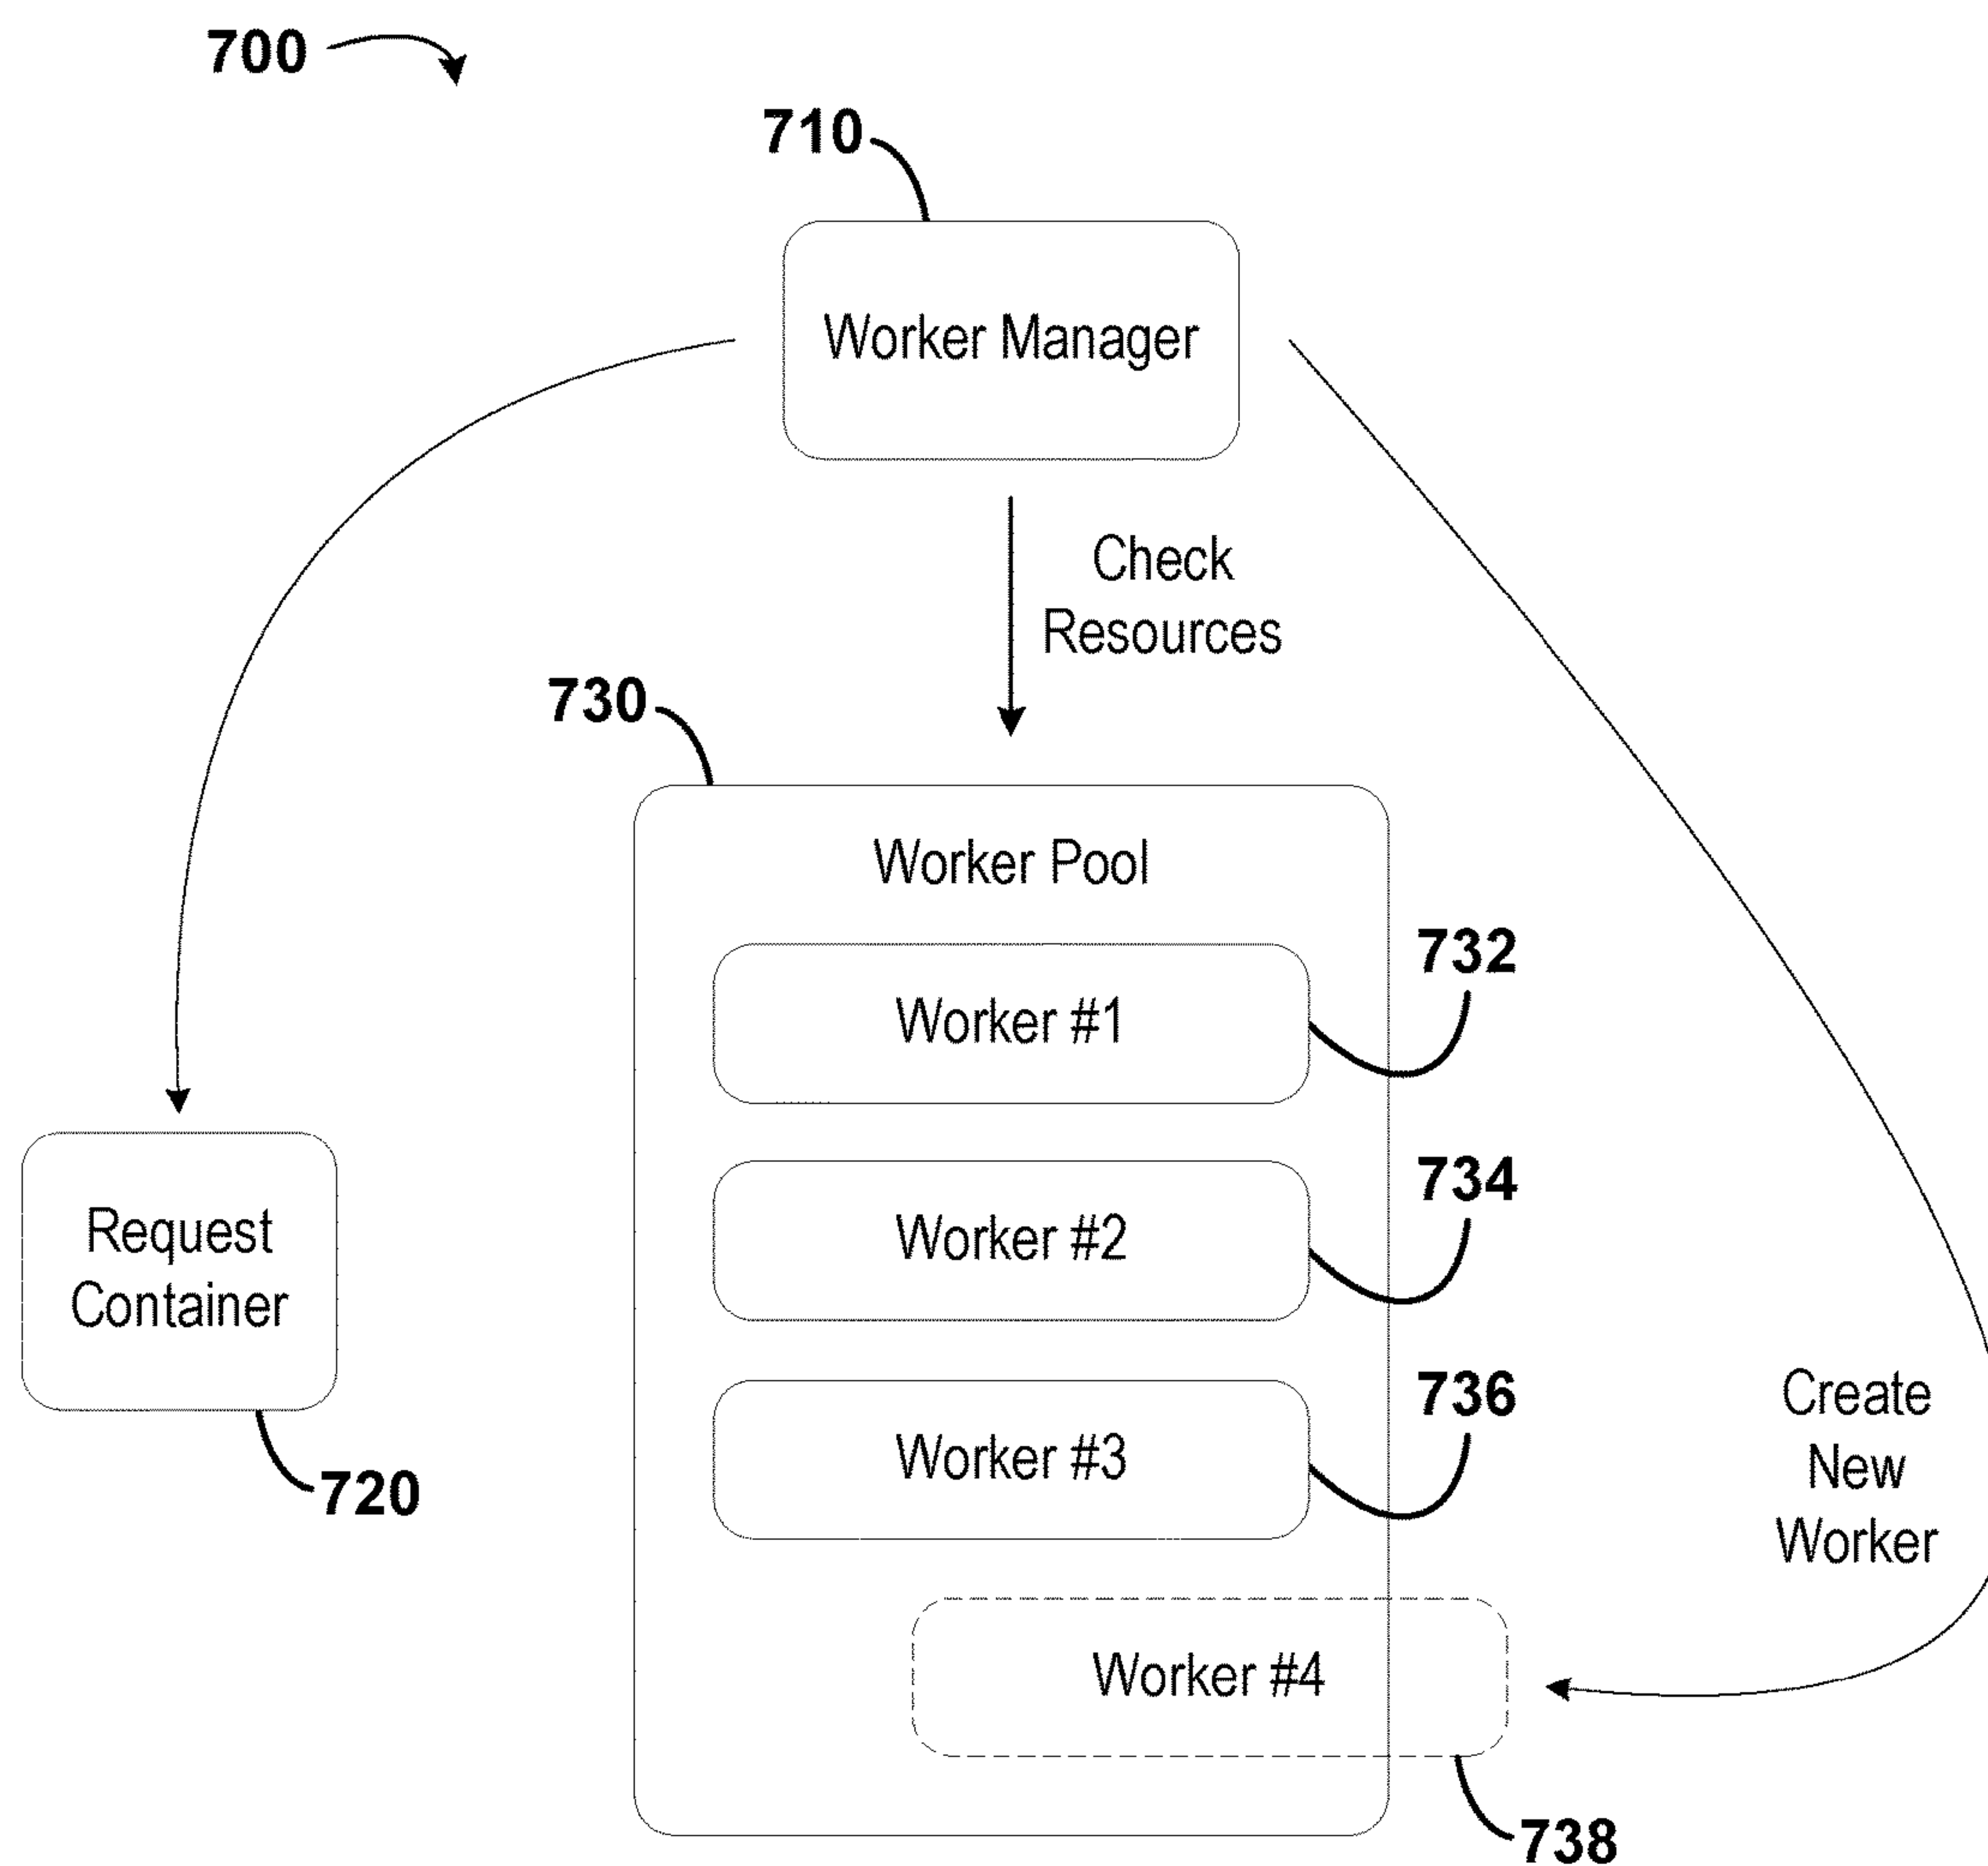 700
710
Worker Manager
Check
Resources
730
Worker Pool
732
Worker #1
734
Worker #2
Request
Container
736
Worker #3
720
Create
New
Worker
Worker #4
738